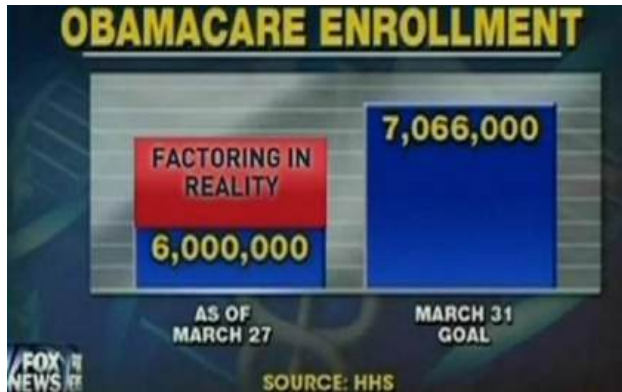 OBAMACARE ENROLLMENT
FACTORING IN
REALITY
6,000,000
7,066,000
AS OF
MARCH 27
MARCH 31
GOAL
FOX
NEWS
SOURCE: HHS